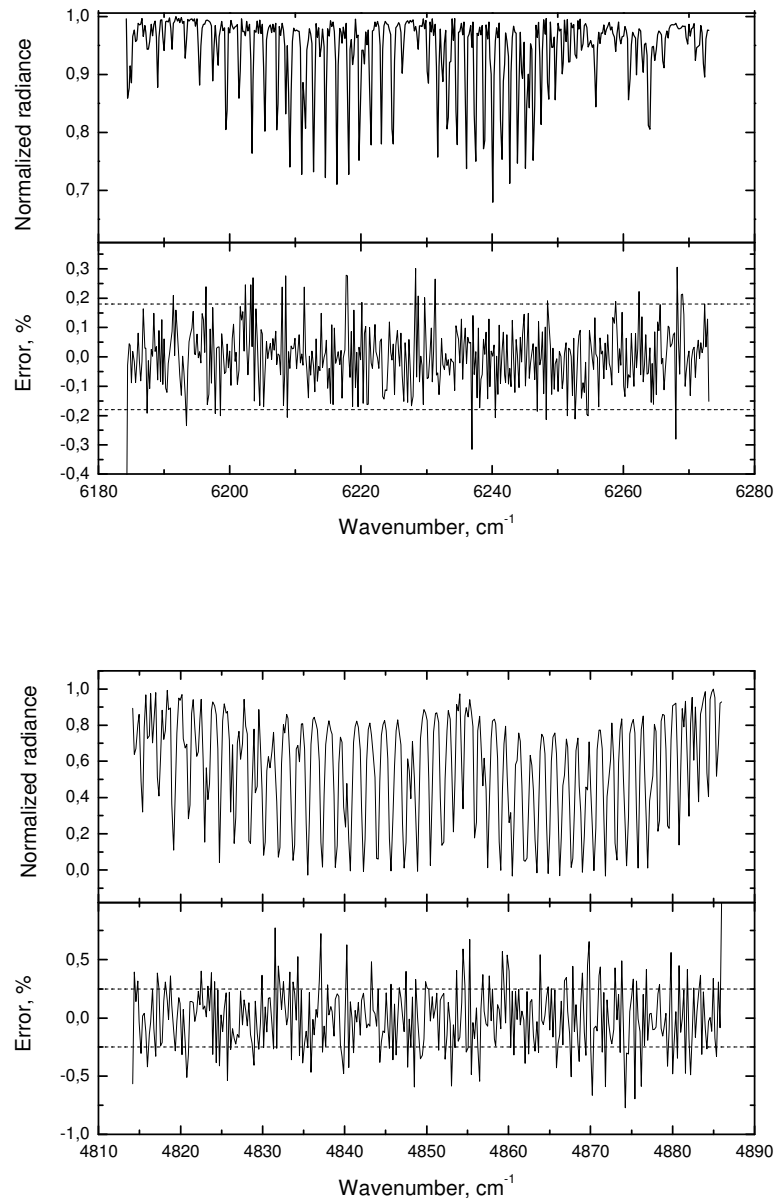 Normalized radiance
1,0
0,9
0,8
0,7
Error, %
0,3
0,2
0,1
0,0
-0,1
-0,2
-0,3
-0,4
6180 6200 6220 6240 6260 6280
Wavenumber, cm-1
Normalized radiance
1,0
0,8
0,6
0,4
0,2
0,0
Error, %
0,5
0,0
-0,5
-1,0
4810 4820 4830 4840 4850 4860 4870 4880 4890
Wavenumber, cm-1